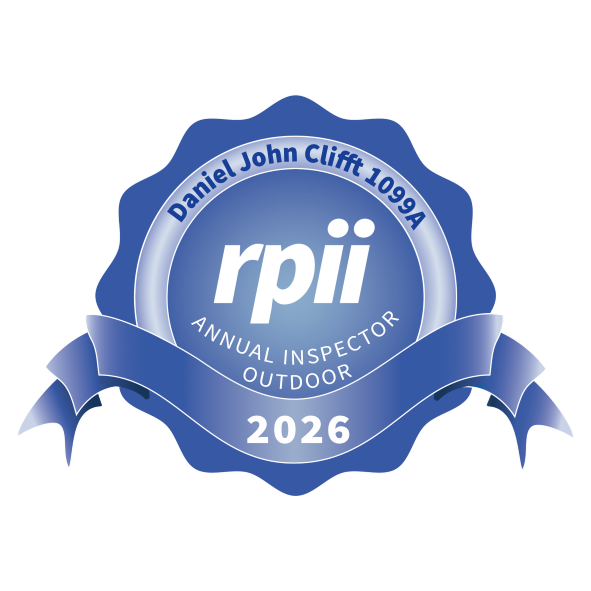 Daniel John Clifft 1099A
rpii
ANNUAL INSPECTOR
OUTDOOR
2026